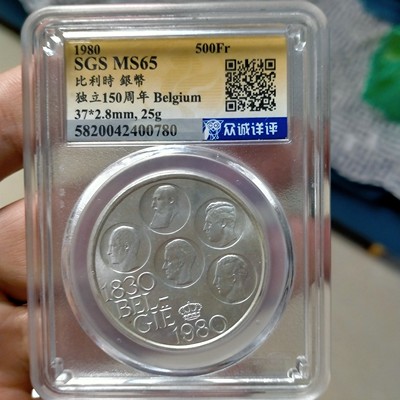 1980 500Fr
SGS MS65
比利時 銀幣
独立150周年 Belgium
37*2.8mm, 25g
5820042400780
众诚详评
1830
BEL-
GIË
1980